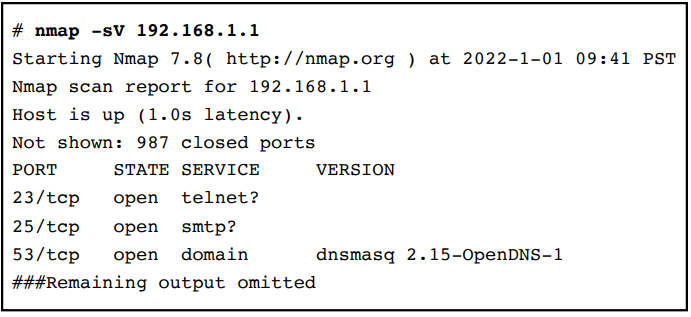 # nmap -sV 192.168.1.1
Starting Nmap 7.8( http://nmap.org ) at 2022-1-01 09:41 PST
Nmap scan report for 192.168.1.1
Host is up (1.0s latency).
Not shown: 987 closed ports
PORT     STATE SERVICE     VERSION
23/tcp   open  telnet?
25/tcp   open  smtp?
53/tcp   open  domain      dnsmasq 2.15-OpenDNS-1
###Remaining output omitted